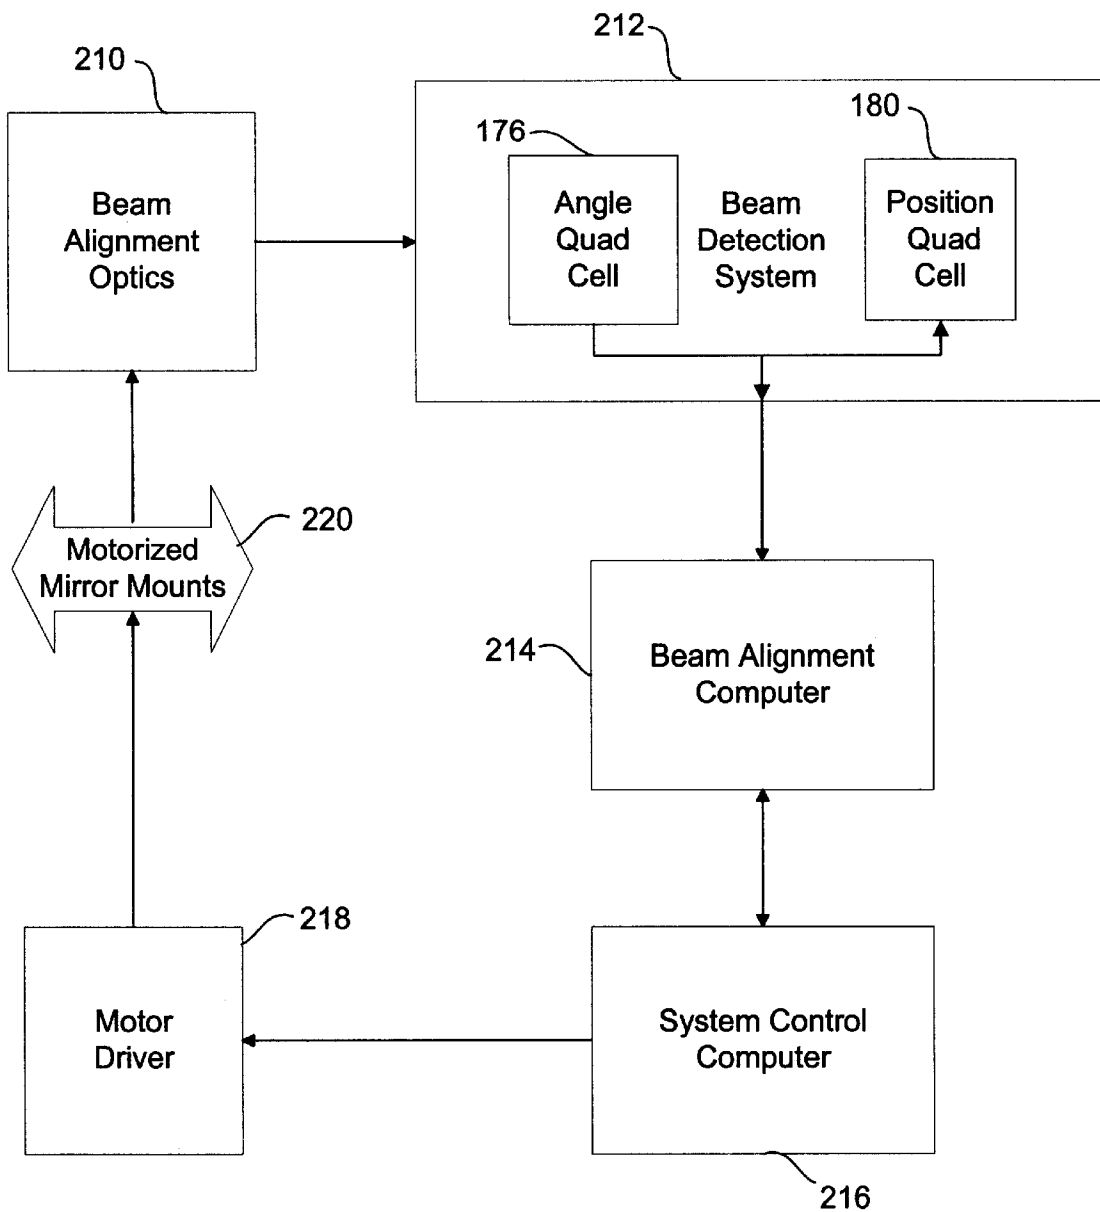 210
212
176
180
Beam
Alignment
Optics
Angle
Quad
Cell
Beam
Detection
System
Position
Quad
Cell
220
Motorized
Mirror Mounts
214
Beam Alignment
Computer
218
Motor
Driver
System Control
Computer
216